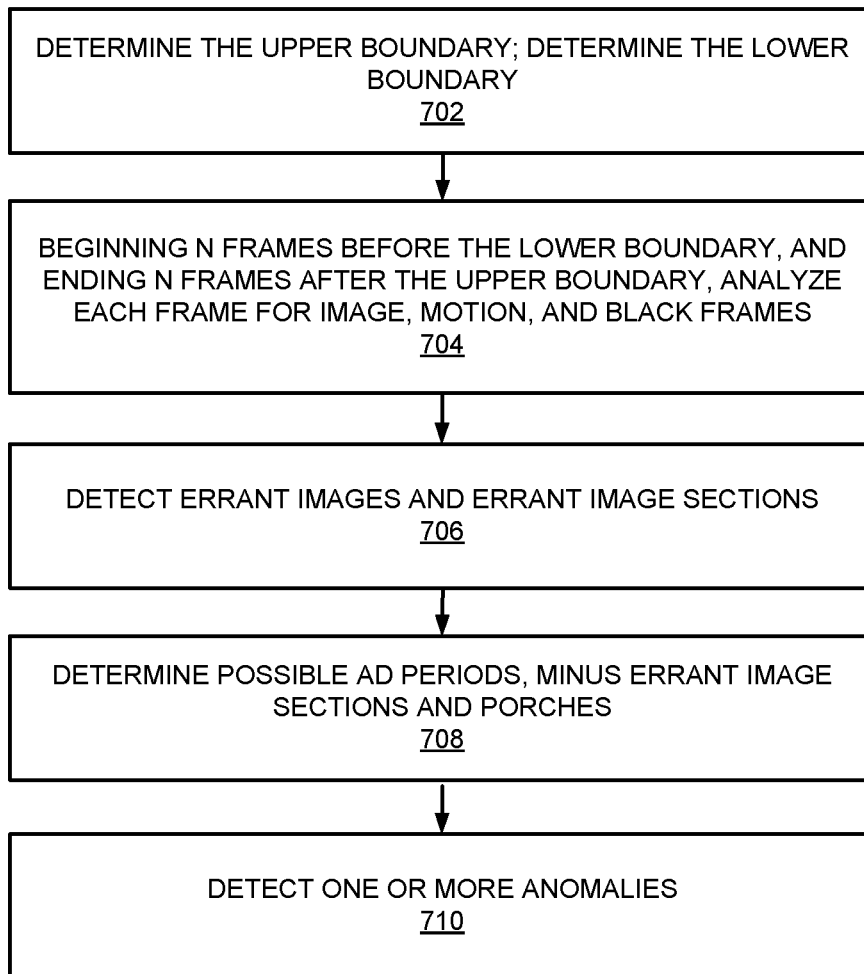 DETERMINE THE UPPER BOUNDARY; DETERMINE THE LOWER
BOUNDARY
702
BEGINNING N FRAMES BEFORE THE LOWER BOUNDARY, AND
ENDING N FRAMES AFTER THE UPPER BOUNDARY, ANALYZE
EACH FRAME FOR IMAGE, MOTION, AND BLACK FRAMES
704
DETECT ERRANT IMAGES AND ERRANT IMAGE SECTIONS
706
DETERMINE POSSIBLE AD PERIODS, MINUS ERRANT IMAGE
SECTIONS AND PORCHES
708
DETECT ONE OR MORE ANOMALIES
710